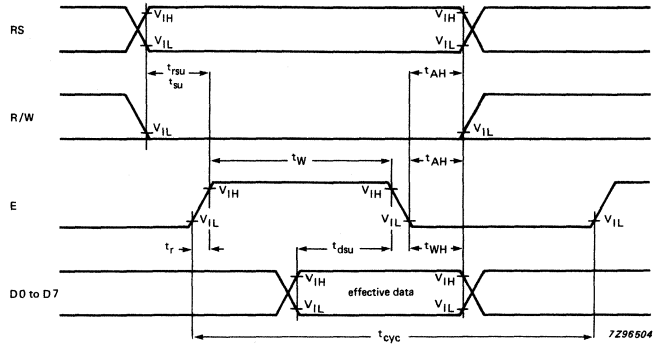 RS
VIH
VIH
VIL
VIL
trsu
tsu
tAH
R/W
VIL
VIL
tW
tAH
E
VIH
VIH
VIL
VIL
VIL
tr
tdsu
tWH
D0 to D7
VIH
effective data
VIH
VIL
VIL
tcyc
7Z96504